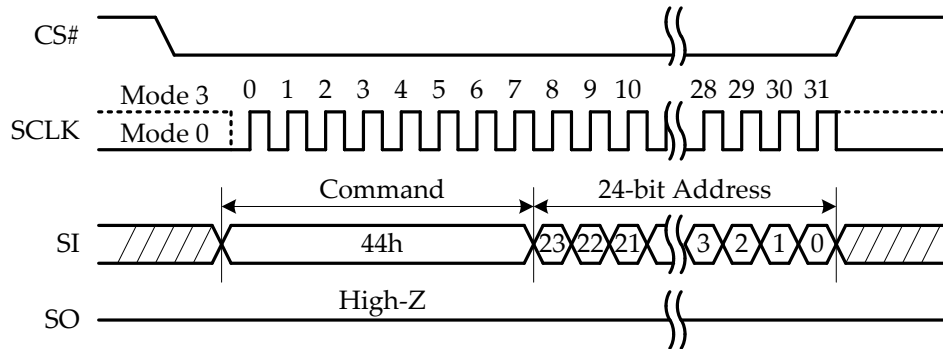 CS#
Mode 3 0 1 2 3 4 5 6 7 8 9 10 28 29 30 31
SCLK Mode 0
Command 24-bit Address
SI 44h 23 22 21 3 2 1 0
High-Z
SO